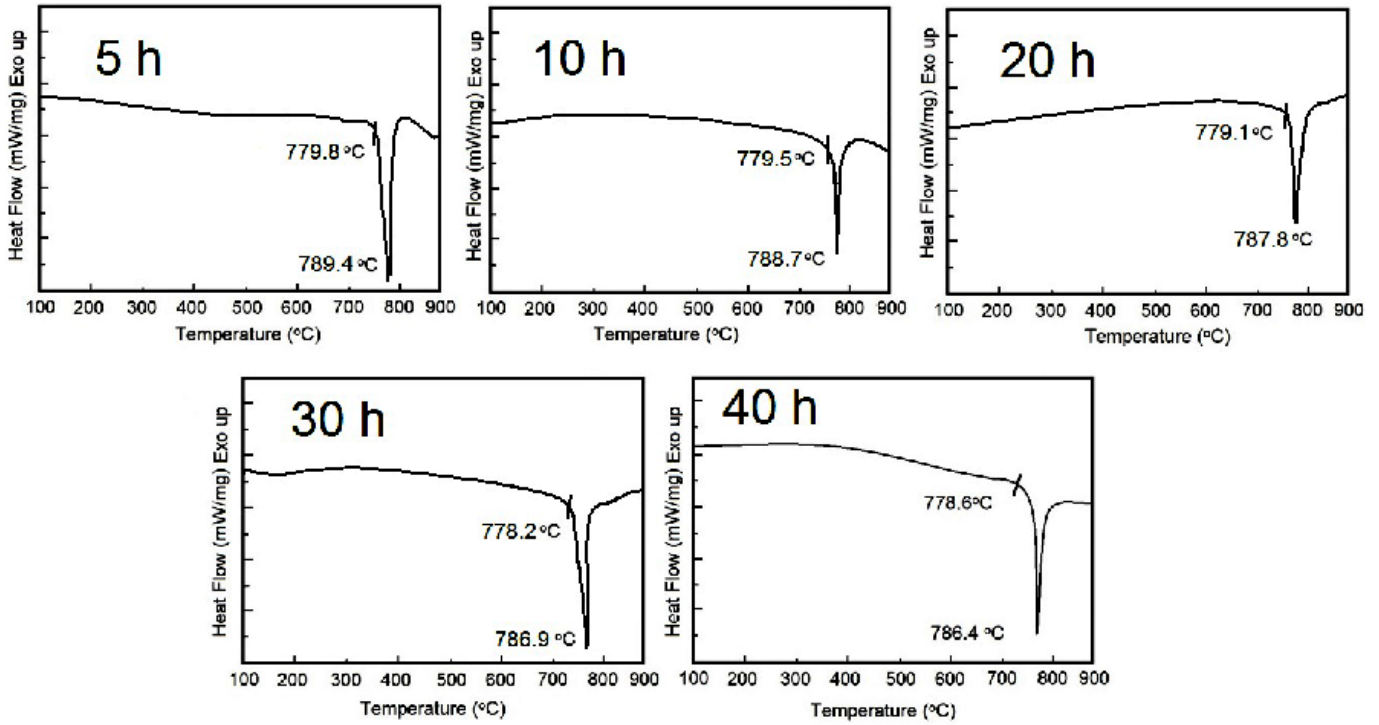 Heat Flow (mW/mg) Exo up
5 h
779.8 °C
789.4 °C
100 200 300 400 500 600 700 800 900
Temperature (°C)
Heat Flow (mW/mg) Exo up
10 h
779.5 °C
788.7 °C
100 200 300 400 500 600 700 800 900
Temperature (°C)
Heat Flow (mW/mg) Exo up
20 h
779.1 °C
787.8 °C
100 200 300 400 500 600 700 800 900
Temperature (°C)
Heat Flow (mW/mg) Exo up
30 h
778.2 °C
786.9 °C
100 200 300 400 500 600 700 800 900
Temperature (°C)
Heat Flow (mW/mg) Exo up
40 h
778.6°C
786.4 °C
100 200 300 400 500 600 700 800 900
Temperature (°C)